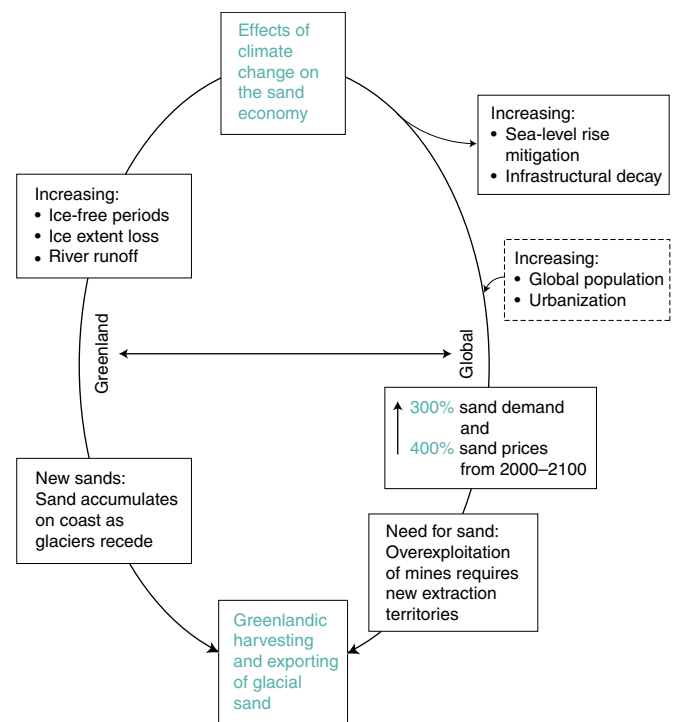 Effects of
climate
change on
the sand
economy
Increasing:
• Sea-level rise
mitigation
• Infrastructural decay
Increasing:
• Ice-free periods
• Ice extent loss
• River runoff
Increasing:
• Global population
• Urbanization
Greenland
Global
300% sand demand
and
400% sand prices
from 2000–2100
New sands:
Sand accumulates
on coast as
glaciers recede
Need for sand:
Overexploitation
of mines requires
new extraction
territories
Greenlandic
harvesting
and exporting
of glacial
sand